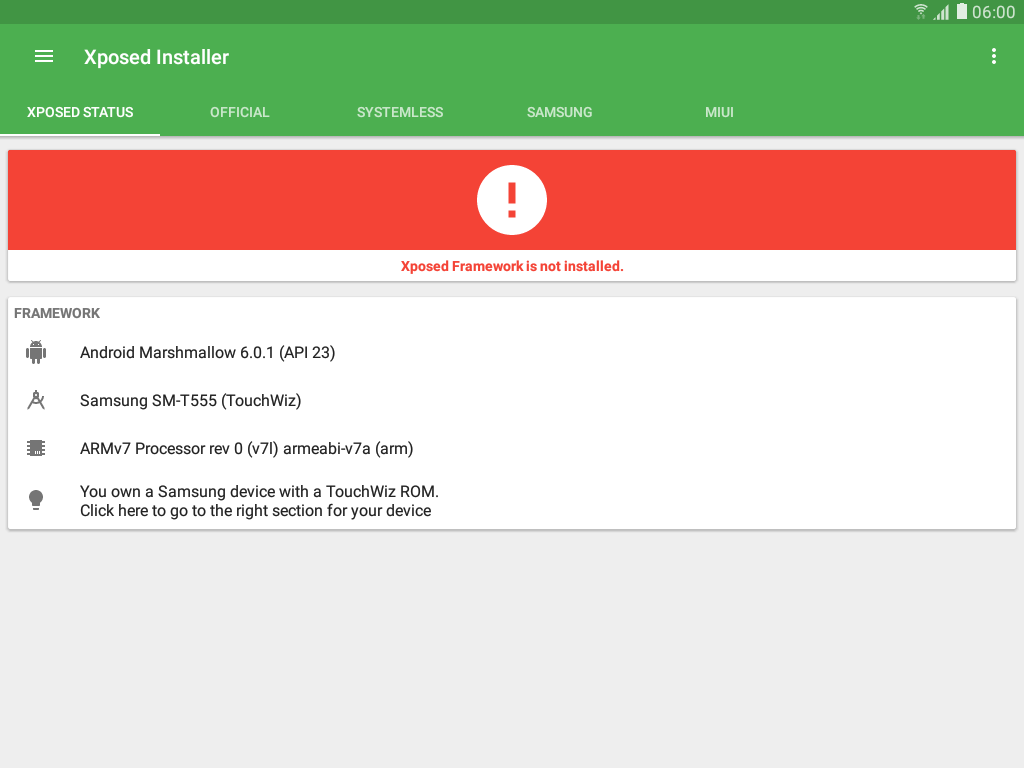 06:00
Xposed Installer
XPOSED STATUS OFFICIAL SYSTEMLESS SAMSUNG MIUI
Xposed Framework is not installed.
FRAMEWORK
Android Marshmallow 6.0.1 (API 23)
Samsung SM-T555 (TouchWiz)
ARMv7 Processor rev 0 (v7l) armeabi-v7a (arm)
You own a Samsung device with a TouchWiz ROM.
Click here to go to the right section for your device